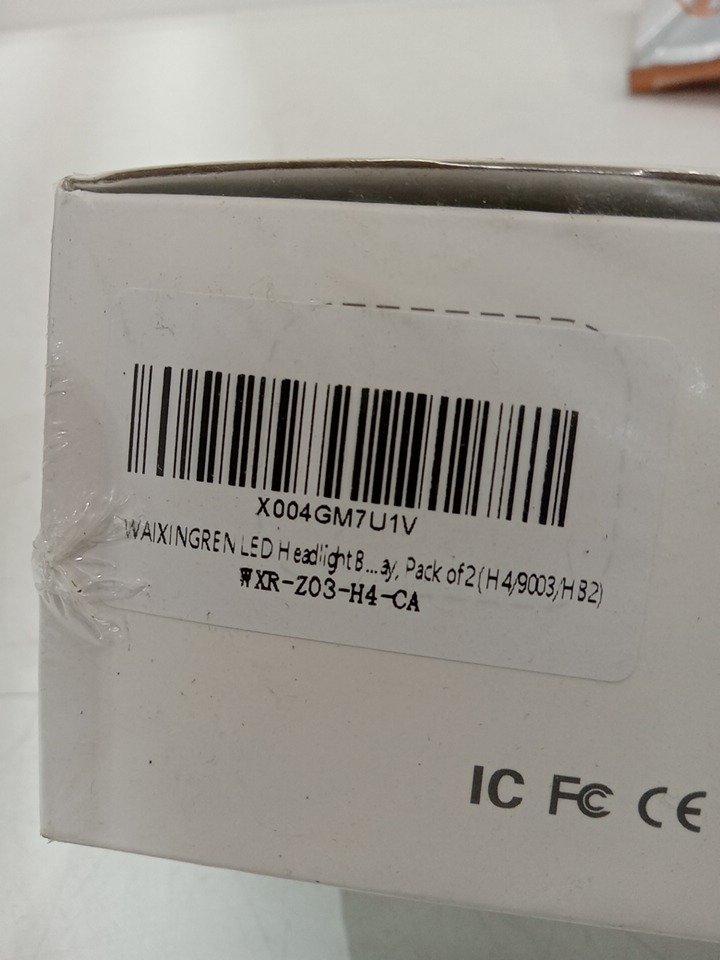 X004GM7U1V
WAIXINGREN LED Headlight B...ay, Pack of 2 (H4/9003/HB2)
WXR-Z03-H4-CA
IC FC CE